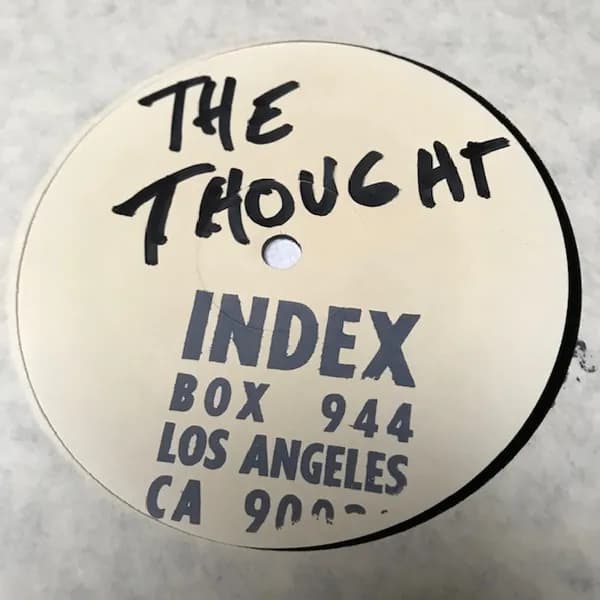 THE
THOUGHT
INDEX
BOX 944
LOS ANGELES
CA